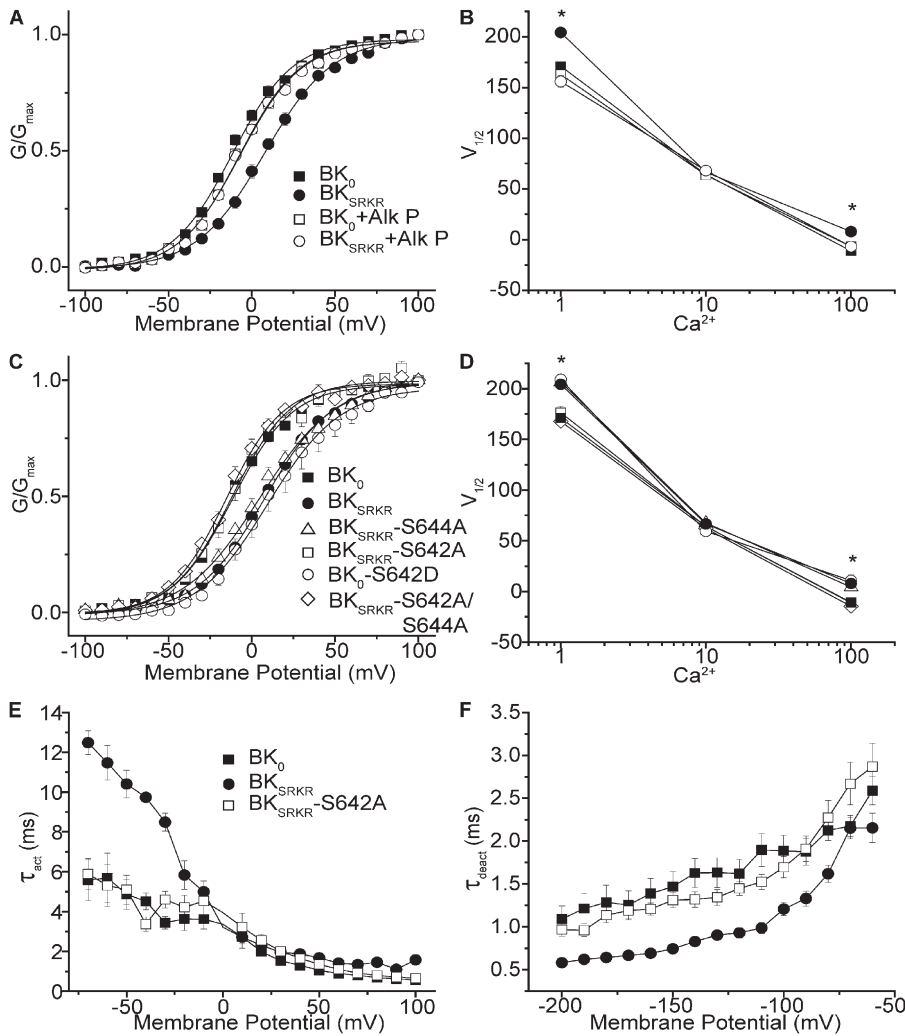 A
G/Gmax
1.0
0.5
0.0
-100
-50
0
50
100
Membrane Potential (mV)
BK0
BKSRKR
BK0+Alk P
BKSRKR+Alk P
B
V1/2
200
150
100
50
0
-50
*
*
1
10
100
Ca2+
C
G/Gmax
1.0
0.5
0.0
-100
-50
0
50
100
Membrane Potential (mV)
BK0
BKSRKR
BKSRKR-S644A
BKSRKR-S642A
BK0-S642D
BKSRKR-S642A/
S644A
D
V1/2
200
150
100
50
0
-50
*
*
1
10
100
Ca2+
E
τact (ms)
14
12
10
8
6
4
2
0
-50
0
50
100
Membrane Potential (mV)
BK0
BKSRKR
BKSRKR-S642A
F
τdeact (ms)
3.5
3.0
2.5
2.0
1.5
1.0
0.5
-200
-150
-100
-50
Membrane Potential (mV)